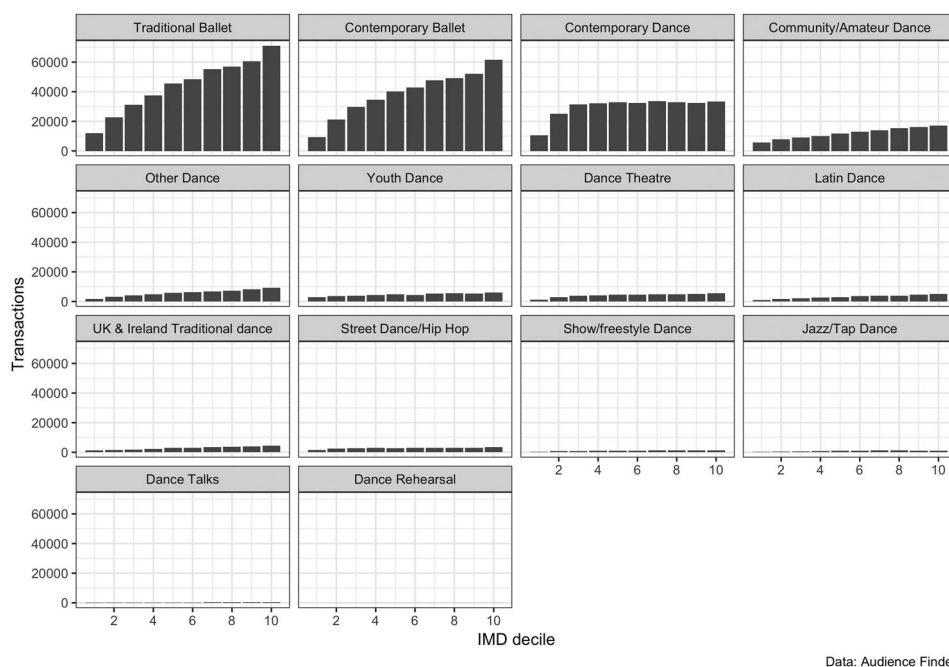 Traditional Ballet
Contemporary Ballet
Contemporary Dance
Community/Amateur Dance
60000
40000
20000
0
Other Dance
Youth Dance
Dance Theatre
Latin Dance
60000
40000
20000
0
Transactions
UK & Ireland Traditional dance
Street Dance/Hip Hop
Show/freestyle Dance
Jazz/Tap Dance
60000
40000
20000
0
2 4 6 8 10
2 4 6 8 10
Dance Talks
Dance Rehearsal
60000
40000
20000
0
2 4 6 8 10
2 4 6 8 10
IMD decile
Data: Audience Finde